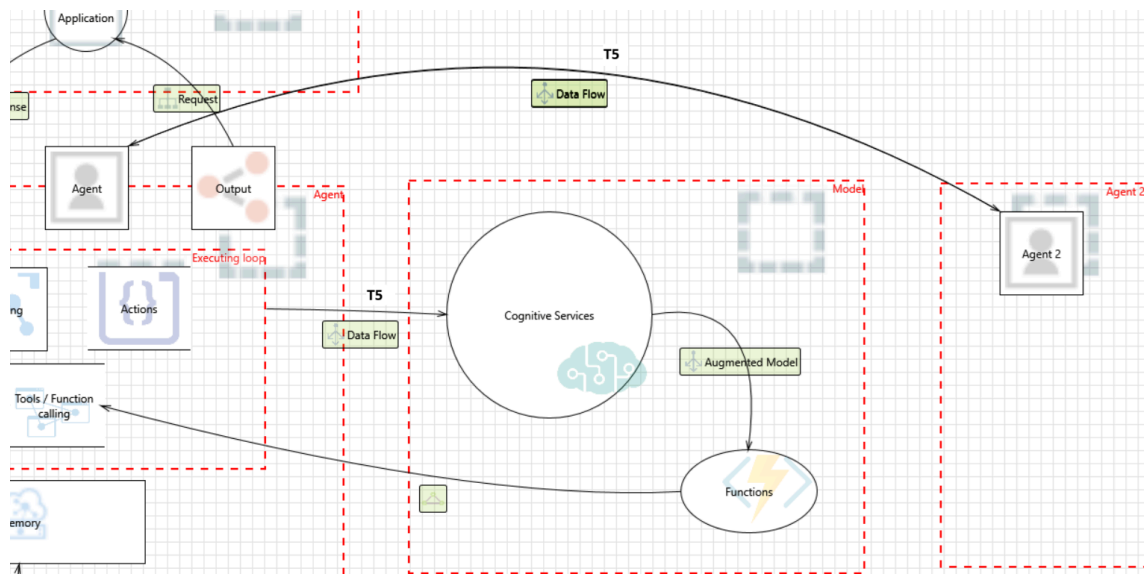 Application
T5
Data Flow
Request
nse
Agent
Output
Agent
Model
Agent 2
Agent 2
Executing loop
ng
Actions
T5
Data Flow
Cognitive Services
Augmented Model
Tools / Function
calling
Functions
emory